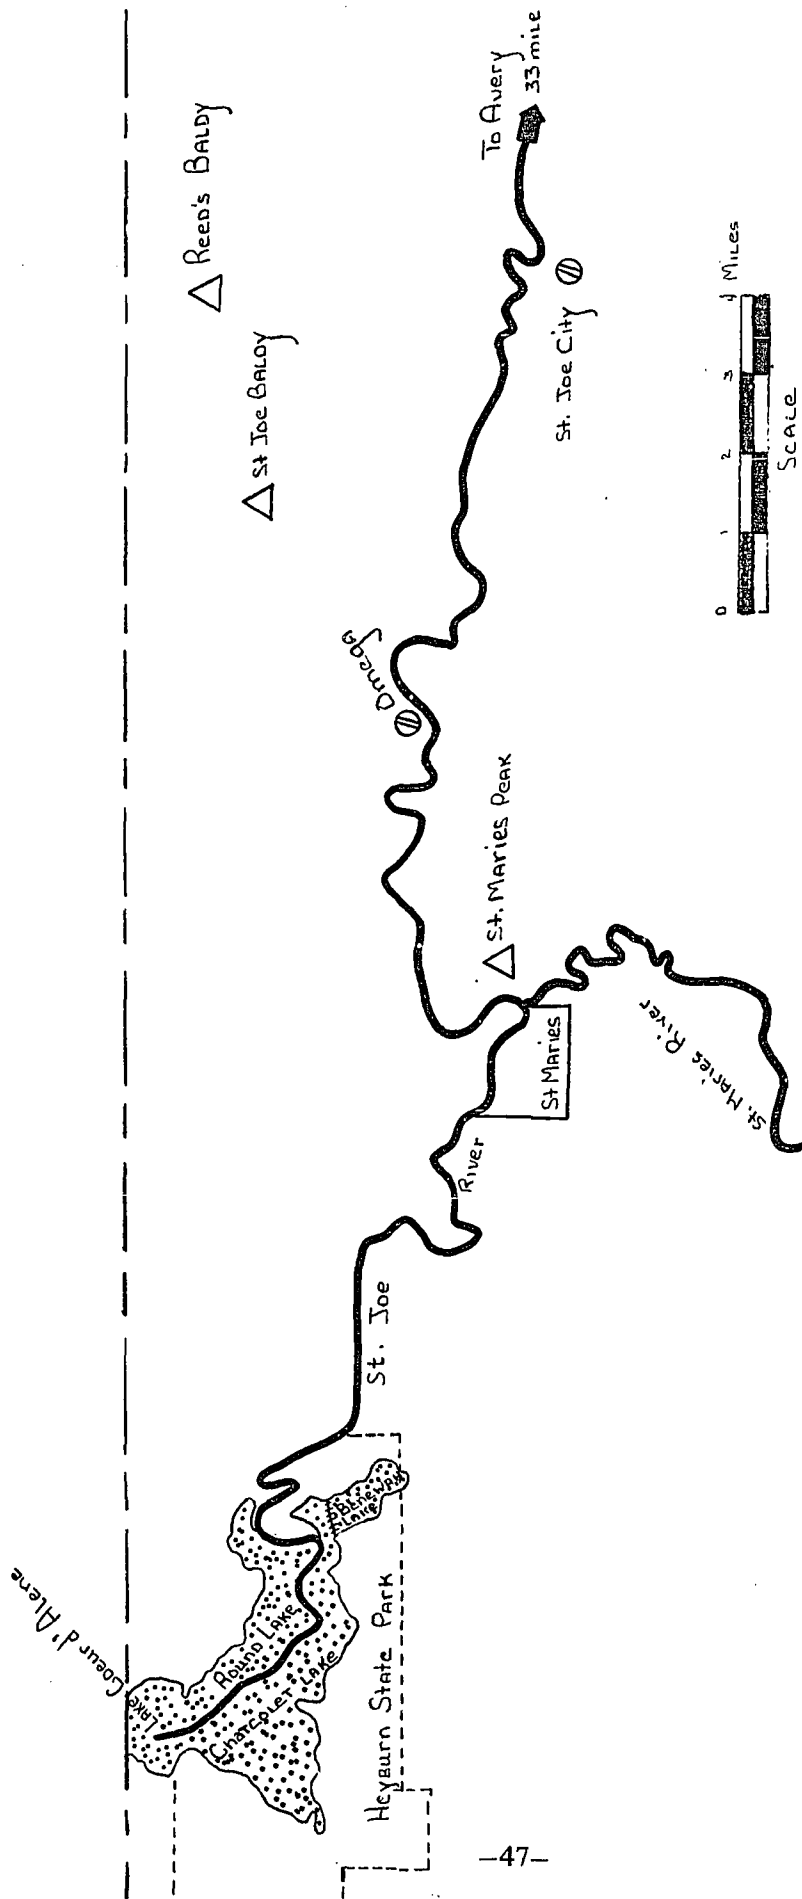 Lake Coeur d'Alene
Round Lake
Chatcolet Lake
Benewah
Lake
Heyburn State Park
St. Joe
River
St Maries
St. Maries River
St. Maries Peak
Omega
St Joe Baldy
Reed's Baldy
St. Joe City
To Avery
33 mile
0 1 2 3 4 Miles
Scale
-47-